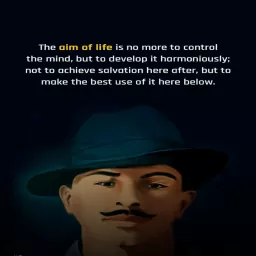 The aim of life is no more to control
the mind, but to develop it harmoniously;
not to achieve salvation here after, but to
make the best use of it here below.